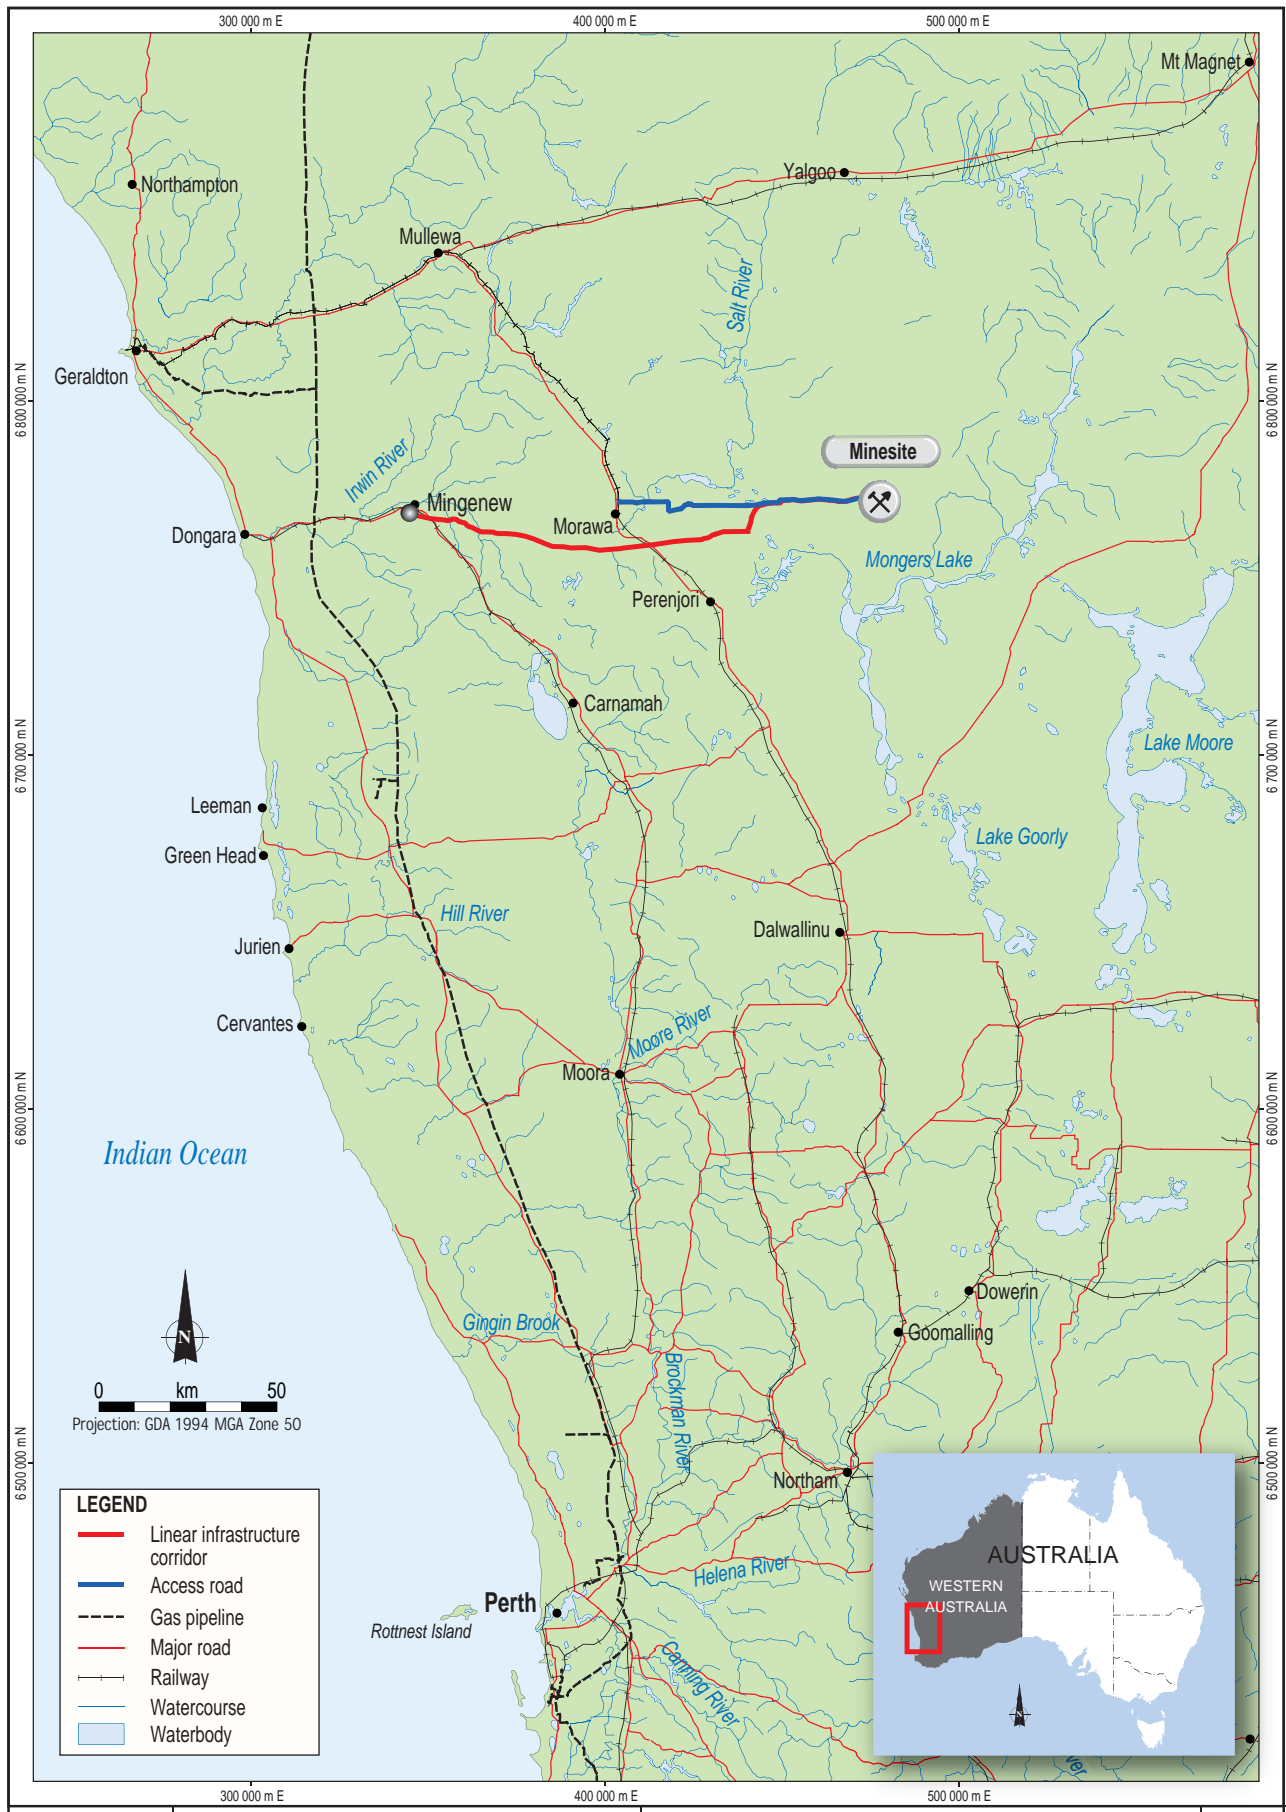 300 000 m E
400 000 m E
500 000 m E
Mt Magnet
Yalgoo
Northampton
Mullewa
Salt River
Geraldton
6 800 000 m N
6 800 000 m N
Irwin River
Minesite
Mingenew
Morawa
Dongara
Mongers Lake
Perenjori
Carnamah
Lake Moore
6 700 000 m N
6 700 000 m N
Leeman
Lake Goorly
Green Head
Hill River
Dalwallinu
Jurien
Cervantes
Moore River
Moora
6 600 000 m N
6 600 000 m N
Indian Ocean
Dowerin
Gingin Brook
Goomalling
N
Brockman River
0 km 50
Projection: GDA 1994 MGA Zone 50
6 500 000 m N
6 500 000 m N
Northam
LEGEND
Linear infrastructure
corridor
Access road
Gas pipeline
Major road
Railway
Watercourse
Waterbody
Helena River
Perth
Rottnest Island
Canning River
AUSTRALIA
WESTERN
AUSTRALIA
N
ver
300 000 m E
400 000 m E
500 000 m E